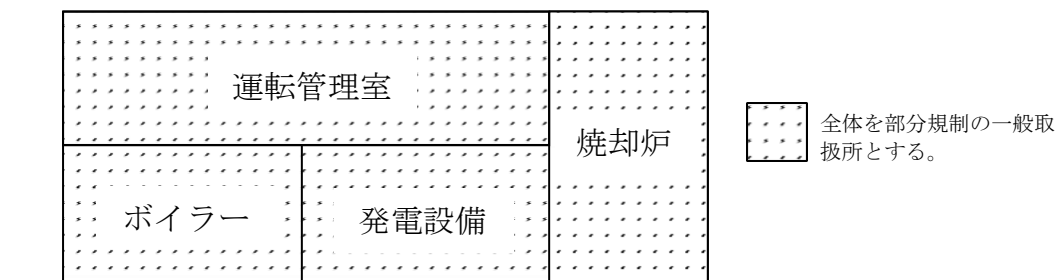 運転管理室
焼却炉
ボイラー
発電設備
全体を部分規制の一般取
扱所とする。